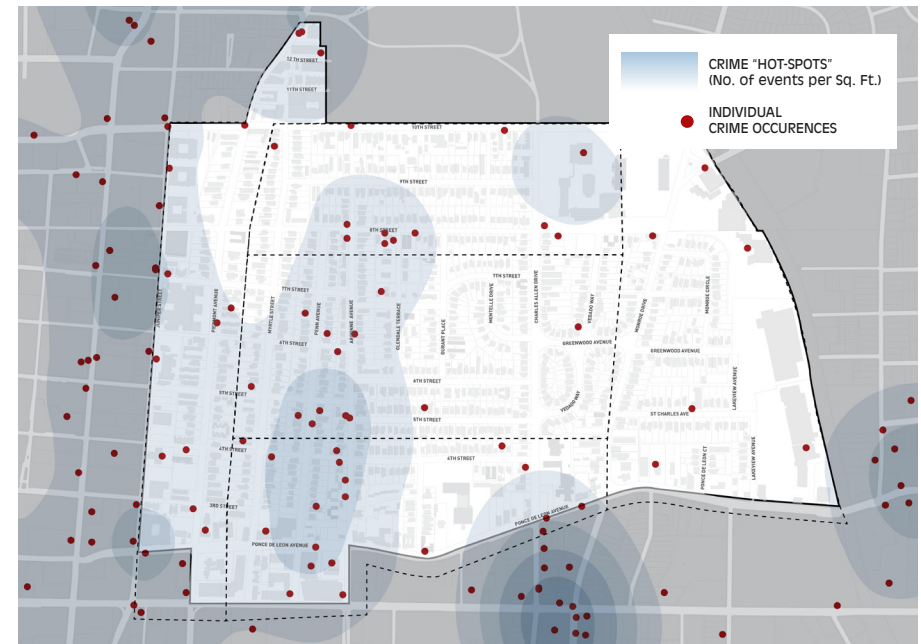 CRIME "HOT-SPOTS"
(No. of events per Sq. Ft.)
INDIVIDUAL
CRIME OCCURENCES
12 TH STREET
11TH STREET
10TH STREET
9TH STREET
8TH STREET
7TH STREET
7TH STREET
JUNIPER STREET
PIEDMONT AVENUE
MYRTLE STREET
PENN AVENUE
ARGONNE AVENUE
GLENDALE TERRACE
DURANT PLACE
MENTELLE DRIVE
CHARLES ALLEN DRIVE
VEDADO WAY
MONROE DRIVE
MONROE CIRCLE
6TH STREET
GREENWOOD AVENUE
GREENWOOD AVENUE
6TH STREET
5TH STREET
VEDADO WAY
LAKEVIEW AVENUE
ST CHARLES AVE
5TH STREET
4TH STREET
4TH STREET
PONCE DE LEON CT
LAKEVIEW AVENUE
3RD STREET
PONCE DE LEON AVENUE
PONCE DE LEON AVENUE